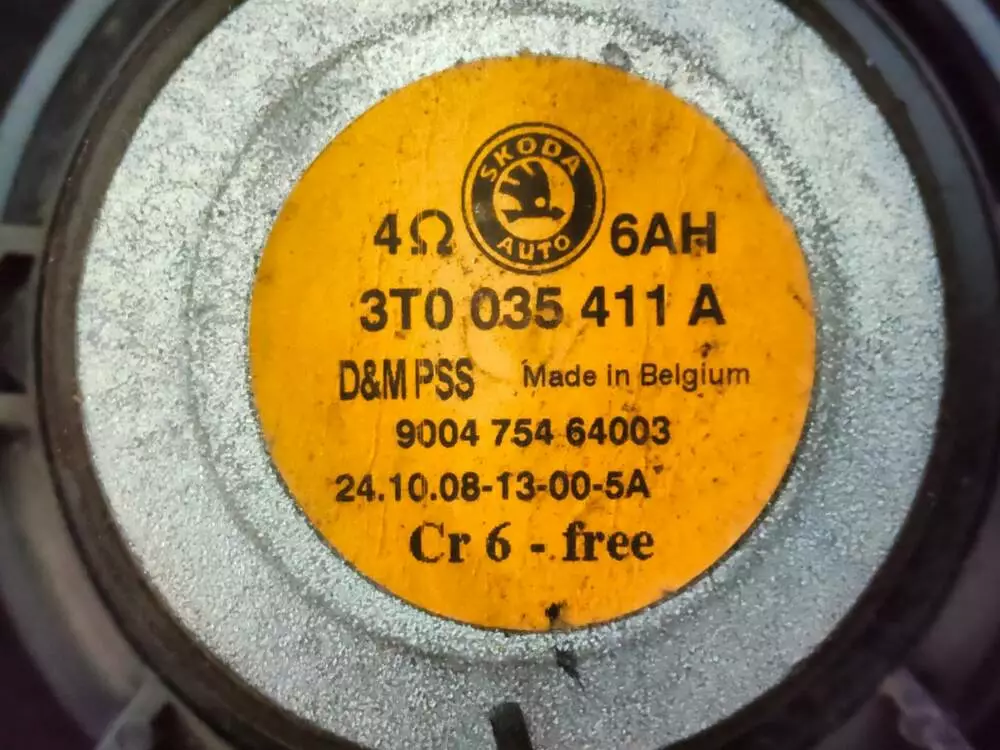 SKODA
AUTO
4Ω 6AH
3T0 035 411 A
D&M PSS Made in Belgium
9004 754 64003
24.10.08-13-00-5A
Cr 6 - free